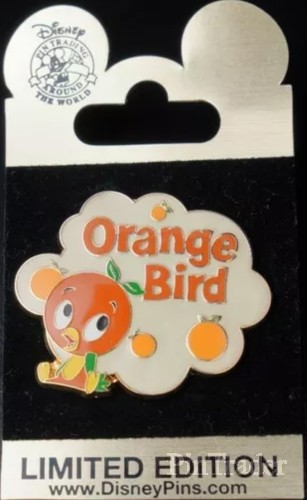 Disney
PIN TRADING
AROUND
THE WORLD
Orange
Bird
LIMITED EDITION
www.DisneyPins.com